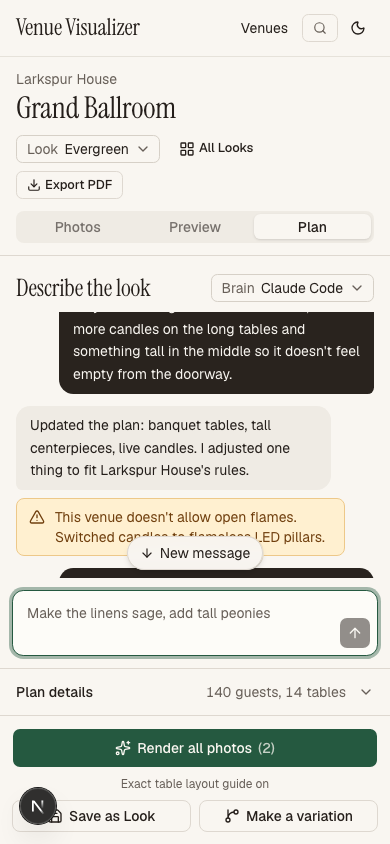 Venue Visualizer
Venues
Larkspur House
Grand Ballroom
Look Evergreen
All Looks
Export PDF
Photos Preview Plan
Describe the look
Brain Claude Code
more candles on the long tables and
something tall in the middle so it doesn't feel
empty from the doorway.
Updated the plan: banquet tables, tall
centerpieces, live candles. I adjusted one
thing to fit Larkspur House's rules.
This venue doesn't allow open flames.
Switched candles to flameless LED pillars.
New message
Make the linens sage, add tall peonies
Plan details
140 guests, 14 tables
Render all photos (2)
Exact table layout guide on
N
Save as Look
Make a variation